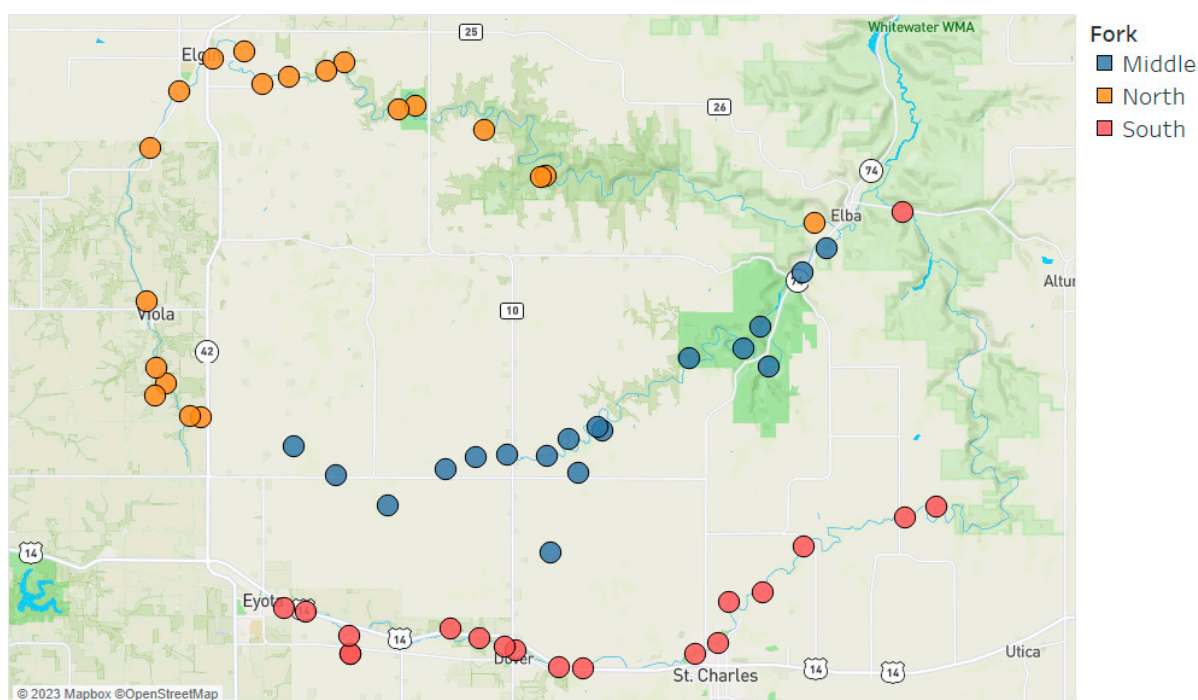 Whitewater WMA
25
Elgin
26
74
Elba
Altur
10
Viola
42
14
Eyota
14
Dover
St. Charles
14
14
Utica
© 2023 Mapbox ©OpenStreetMap
Fork
Middle
North
South